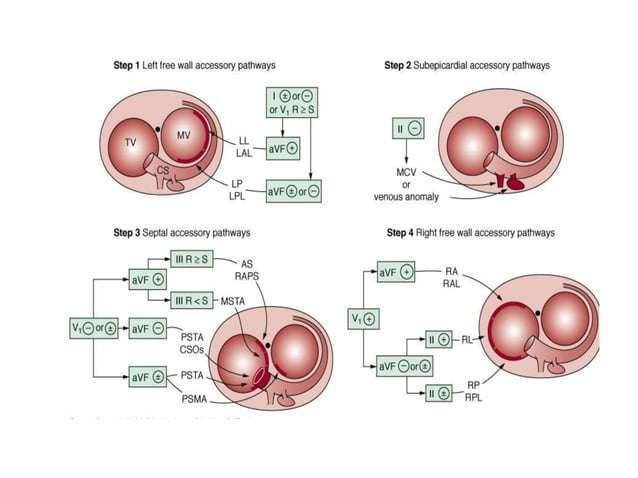 Step 1 Left free wall accessory pathways
I ± or −
or V1 R ≥ S
TV
MV
CS
LL
LAL
aVF +
LP
LPL
aVF ± or −
Step 2 Subepicardial accessory pathways
II −
MCV
or
venous anomaly
Step 3 Septal accessory pathways
V1 − or ±
aVF +
III R ≥ S
AS
RAPS
III R < S
MSTA
aVF −
PSTA
CSOs
aVF ±
PSTA
PSMA
Step 4 Right free wall accessory pathways
V1 +
aVF +
RA
RAL
aVF − or ±
II +
RL
II ±
RP
RPL